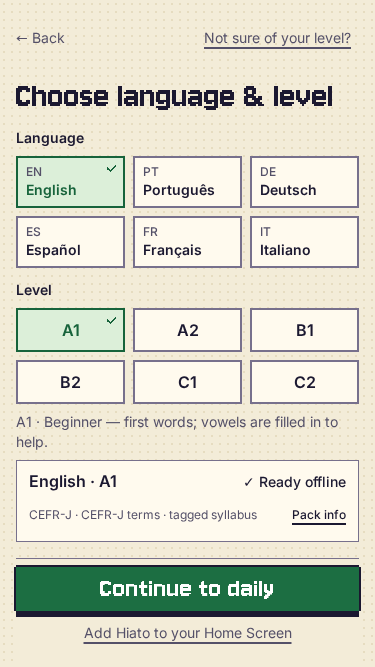 ← Back
Not sure of your level?
Choose language & level
Language
EN
English
PT
Português
DE
Deutsch
ES
Español
FR
Français
IT
Italiano
Level
A1
A2
B1
B2
C1
C2
A1 · Beginner — first words; vowels are filled in to
help.
English · A1
✓ Ready offline
CEFR-J · CEFR-J terms · tagged syllabus
Pack info
Continue to daily
Add Hiato to your Home Screen